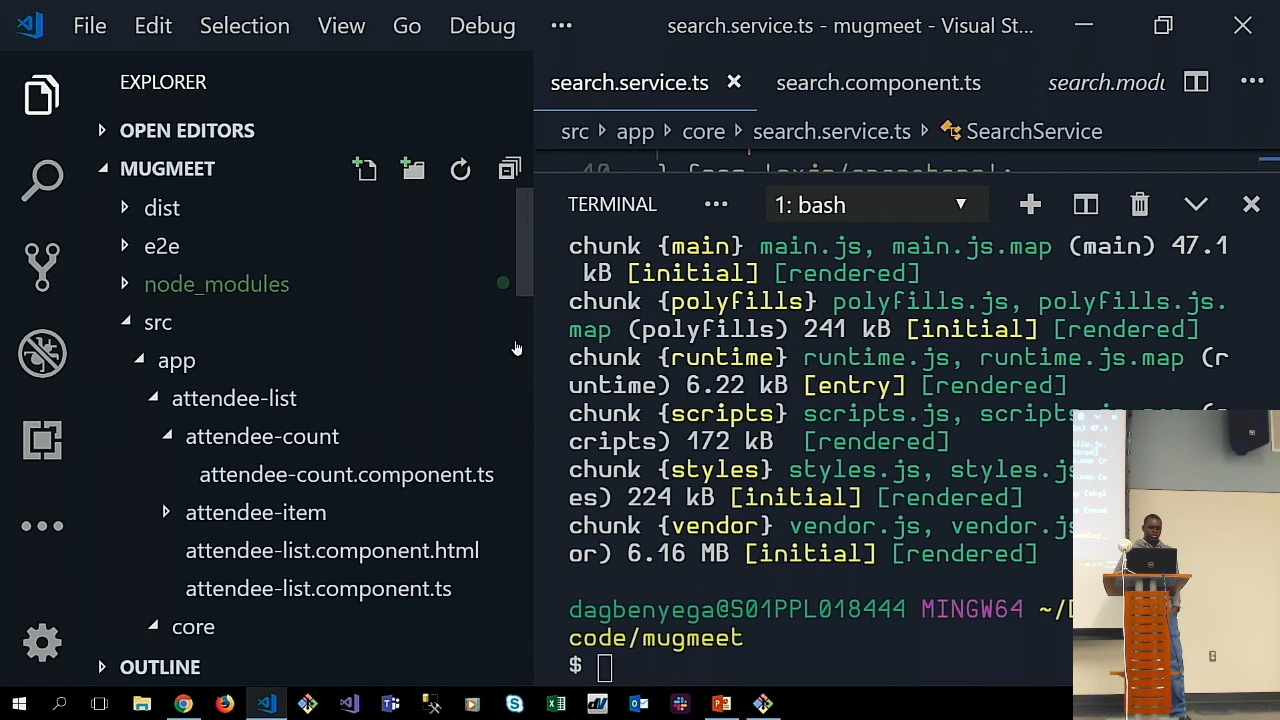 File Edit Selection View Go Debug ··· search.service.ts - mugmeet - Visual St...
EXPLORER
OPEN EDITORS
MUGMEET
dist
e2e
node_modules
src
app
attendee-list
attendee-count
attendee-count.component.ts
attendee-item
attendee-list.component.html
attendee-list.component.ts
core
OUTLINE
search.service.ts search.component.ts search.modu
src app core search.service.ts SearchService
TERMINAL ··· 1: bash
chunk {main} main.js, main.js.map (main) 47.1
kB [initial] [rendered]
chunk {polyfills} polyfills.js, polyfills.js.
map (polyfills) 241 kB [initial] [rendered]
chunk {runtime} runtime.js, runtime.js.map (r
untime) 6.22 kB [entry] [rendered]
chunk {scripts} scripts.js, scripts
cripts) 172 kB [rendered]
chunk {styles} styles.js, styles.js
es) 224 kB [initial] [rendered]
chunk {vendor} vendor.js, vendor.js
or) 6.16 MB [initial] [rendered]
dagbenyega@S01PPL018444 MINGW64 ~/D
code/mugmeet
$